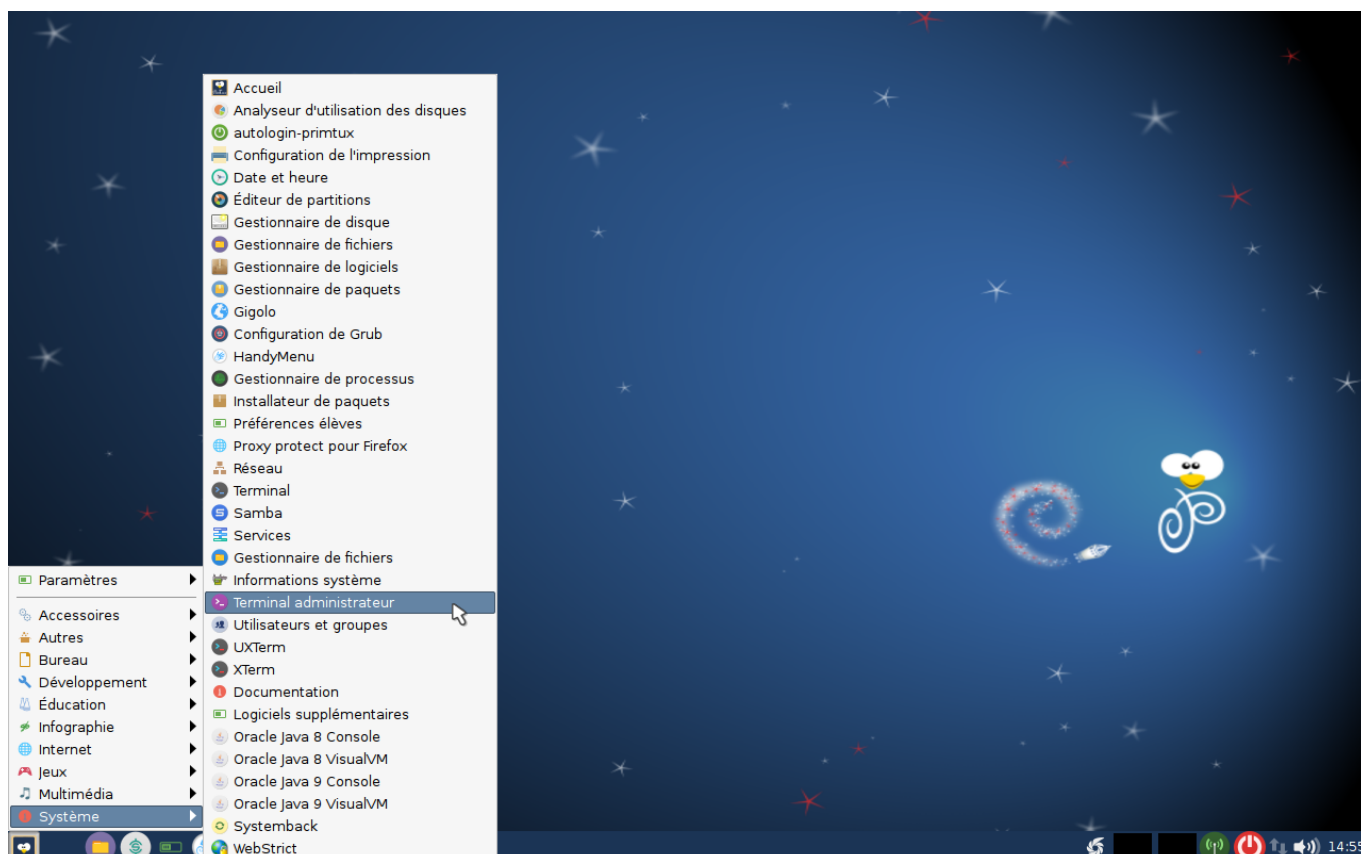 Accueil
Analyseur d'utilisation des disques
autologin-primtux
Configuration de l'impression
Date et heure
Éditeur de partitions
Gestionnaire de disque
Gestionnaire de fichiers
Gestionnaire de logiciels
Gestionnaire de paquets
Gigolo
Configuration de Grub
HandyMenu
Gestionnaire de processus
Installateur de paquets
Préférences élèves
Proxy protect pour Firefox
Réseau
Terminal
Samba
Services
Gestionnaire de fichiers
Informations système
Terminal administrateur
Utilisateurs et groupes
UXTerm
XTerm
Documentation
Logiciels supplémentaires
Oracle Java 8 Console
Oracle Java 8 VisualVM
Oracle Java 9 Console
Oracle Java 9 VisualVM
Systemback
WebStrict
Paramètres
Accessoires
Autres
Bureau
Développement
Éducation
Infographie
Internet
Jeux
Multimédia
Système
14:55